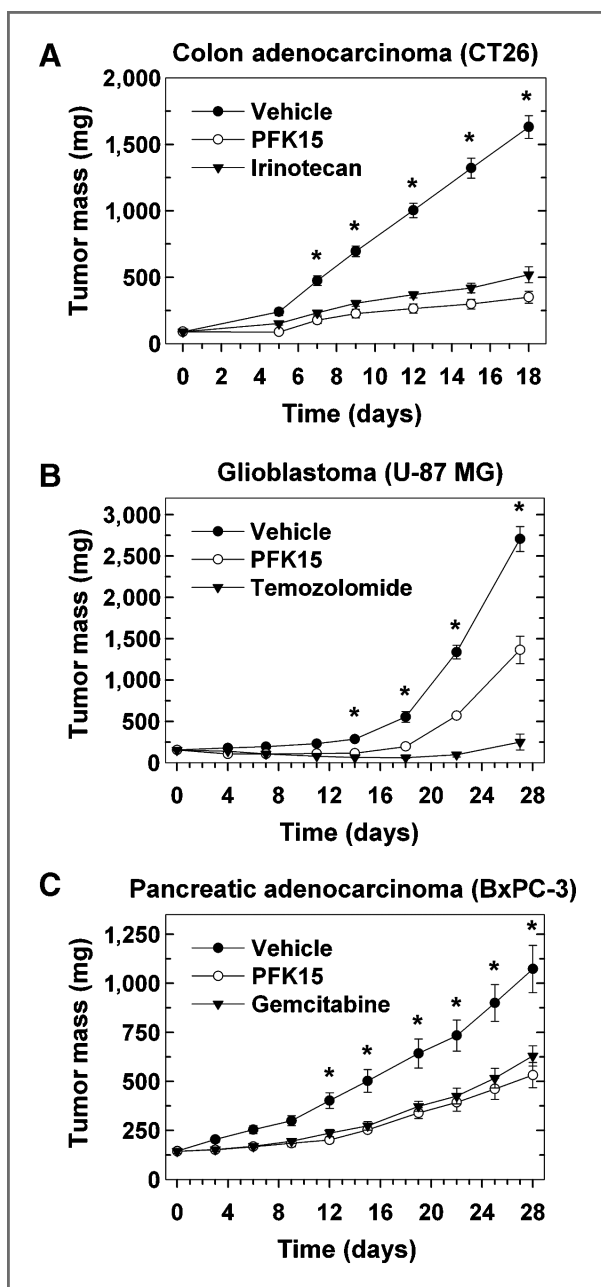 A
Colon adenocarcinoma (CT26)
2,000
1,500
1,000
500
0
Tumor mass (mg)
Vehicle
PFK15
Irinotecan
* * * * *
0 2 4 6 8 10 12 14 16 18
Time (days)
B
Glioblastoma (U-87 MG)
3,000
2,500
2,000
1,500
1,000
500
0
Tumor mass (mg)
Vehicle
PFK15
Temozolomide
* * * *
0 4 8 12 16 20 24 28
Time (days)
C
Pancreatic adenocarcinoma (BxPC-3)
1,250
1,000
750
500
250
0
Tumor mass (mg)
Vehicle
PFK15
Gemcitabine
* * * * * *
0 4 8 12 16 20 24 28
Time (days)